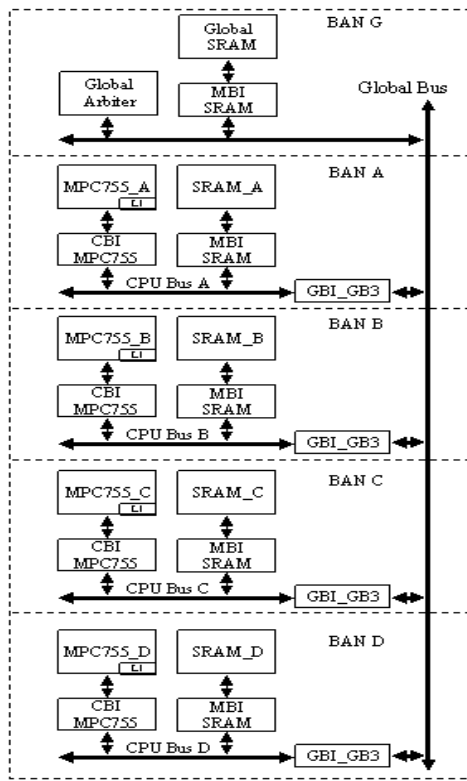 BAN G
Global
SRAM
Global
Arbiter
MBI
SRAM
Global Bus
BAN A
MPC755_A
L1
SRAM_A
CBI
MPC755
MBI
SRAM
CPU Bus A
GBI_GB3
BAN B
MPC755_B
L1
SRAM_B
CBI
MPC755
MBI
SRAM
CPU Bus B
GBI_GB3
BAN C
MPC755_C
L1
SRAM_C
CBI
MPC755
MBI
SRAM
CPU Bus C
GBI_GB3
BAN D
MPC755_D
L1
SRAM_D
CBI
MPC755
MBI
SRAM
CPU Bus D
GBI_GB3